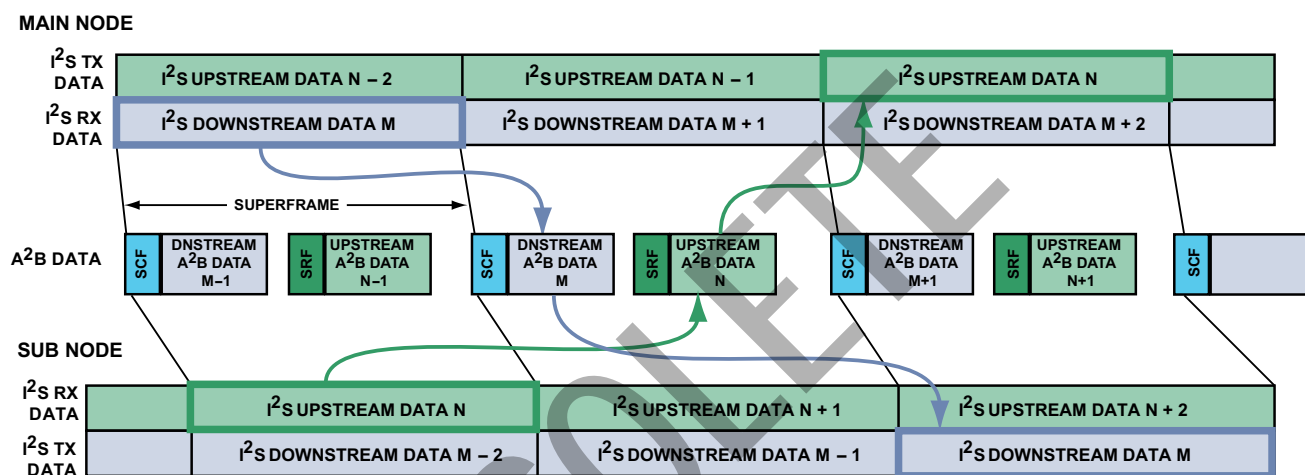 MAIN NODE
I²S TX
DATA
I²S UPSTREAM DATA N – 2
I²S UPSTREAM DATA N – 1
I²S UPSTREAM DATA N
I²S RX
DATA
I²S DOWNSTREAM DATA M
I²S DOWNSTREAM DATA M + 1
I²S DOWNSTREAM DATA M + 2
SUPERFRAME
A²B DATA
SCF
DNSTREAM
A²B DATA
M–1
SRF
UPSTREAM
A²B DATA
N–1
SCF
DNSTREAM
A²B DATA
M
SRF
UPSTREAM
A²B DATA
N
SCF
DNSTREAM
A²B DATA
M+1
SRF
UPSTREAM
A²B DATA
N+1
SCF
SUB NODE
I²S RX
DATA
I²S UPSTREAM DATA N
I²S UPSTREAM DATA N + 1
I²S UPSTREAM DATA N + 2
I²S TX
DATA
I²S DOWNSTREAM DATA M – 2
I²S DOWNSTREAM DATA M – 1
I²S DOWNSTREAM DATA M
SOLETE